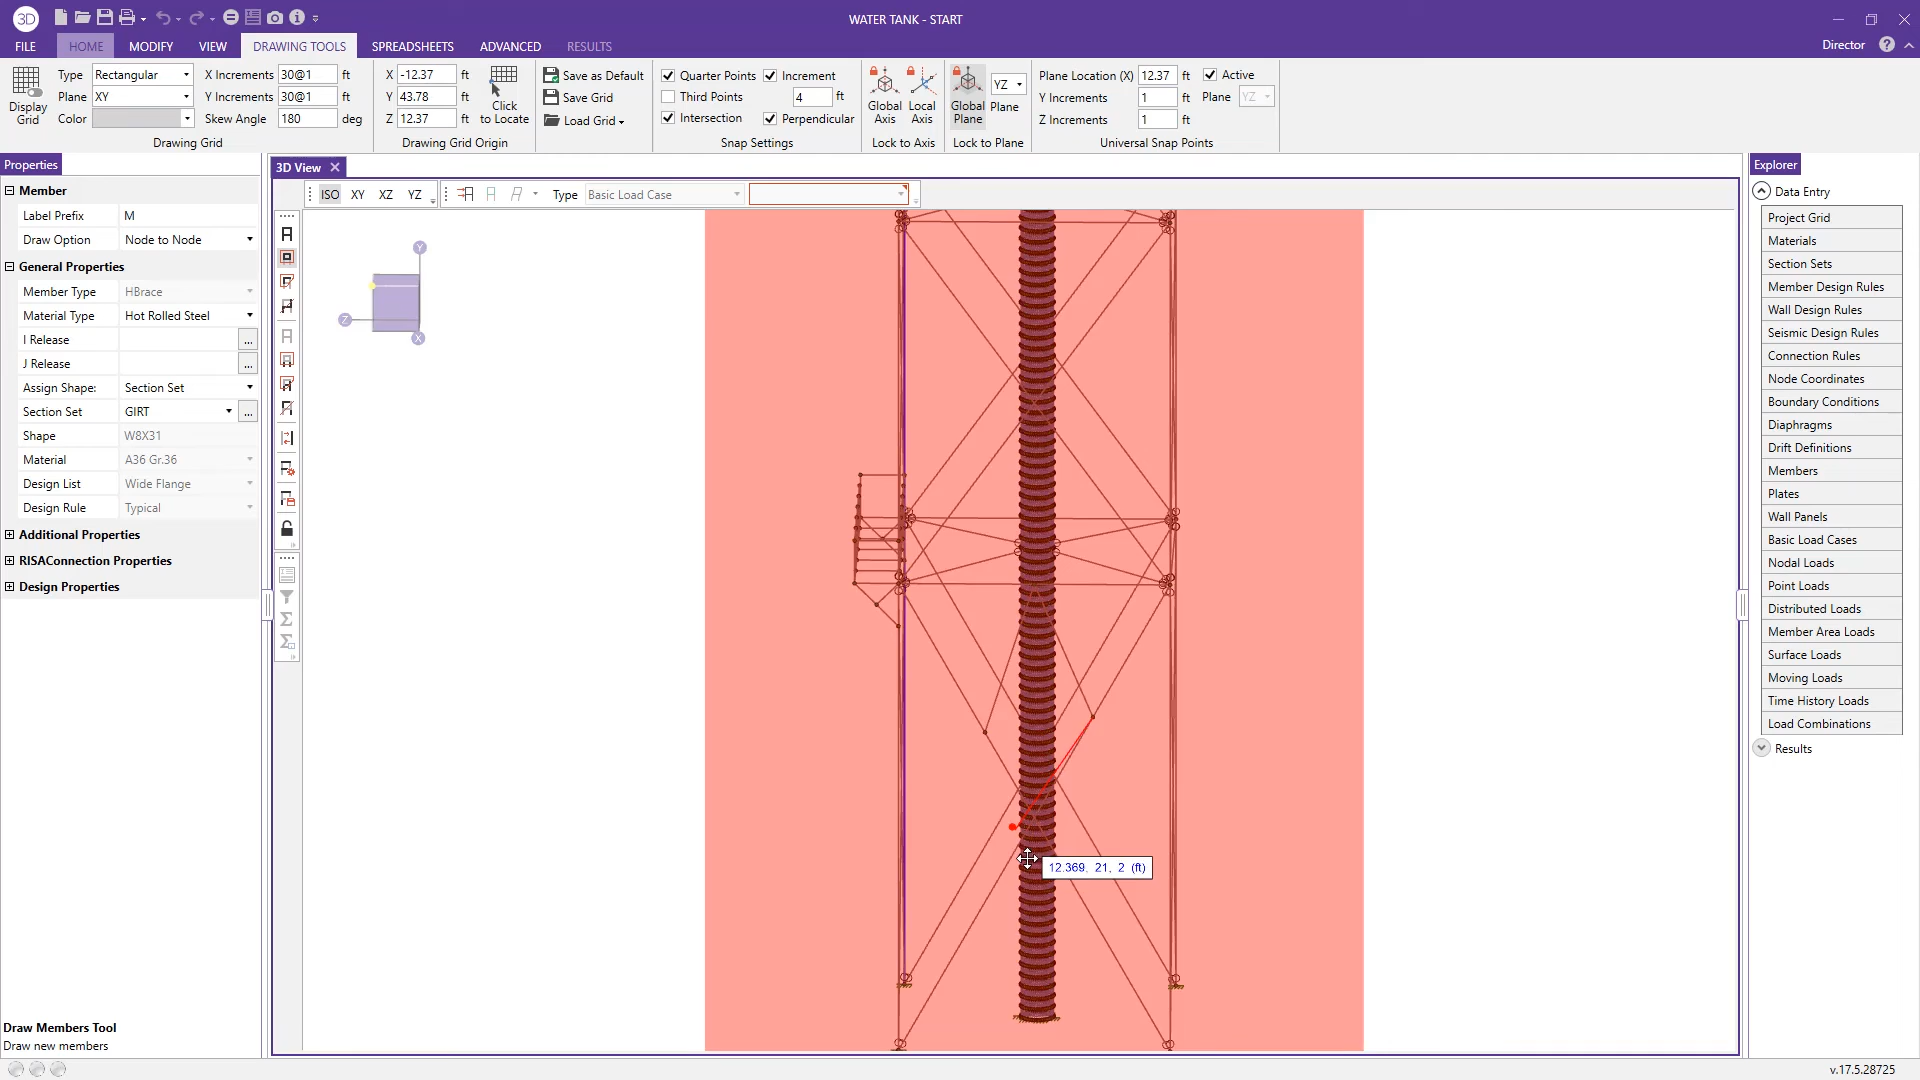 3D
WATER TANK - START
FILE
HOME
MODIFY
VIEW
DRAWING TOOLS
SPREADSHEETS
ADVANCED
RESULTS
Director
?
Display Grid
Type Rectangular
Plane XY
Color
X Increments 30@1 ft
Y Increments 30@1 ft
Skew Angle 180 deg
Drawing Grid
X -12.37 ft
Y 43.78 ft
Z 12.37 ft
Click to Locate
Drawing Grid Origin
Save as Default
Save Grid
Load Grid
Quarter Points
Third Points
Intersection
Increment
4 ft
Perpendicular
Snap Settings
Global Axis
Local Axis
Lock to Axis
Global Plane
YZ
Plane
Lock to Plane
Plane Location (X) 12.37 ft
Y Increments 1 ft
Z Increments 1 ft
Active
Plane YZ
Universal Snap Points
Properties
Member
Label Prefix M
Draw Option Node to Node
General Properties
Member Type HBrace
Material Type Hot Rolled Steel
I Release ...
J Release ...
Assign Shape: Section Set
Section Set GIRT ...
Shape W8X31
Material A36 Gr.36
Design List Wide Flange
Design Rule Typical
Additional Properties
RISAConnection Properties
Design Properties
Draw Members Tool
Draw new members
3D View
ISO XY XZ YZ
Type Basic Load Case
Y
Z
X
12.369, 21, 2 (ft)
Explorer
Data Entry
Project Grid
Materials
Section Sets
Member Design Rules
Wall Design Rules
Seismic Design Rules
Connection Rules
Node Coordinates
Boundary Conditions
Diaphragms
Drift Definitions
Members
Plates
Wall Panels
Basic Load Cases
Nodal Loads
Point Loads
Distributed Loads
Member Area Loads
Surface Loads
Moving Loads
Time History Loads
Load Combinations
Results
v.17.5.28725